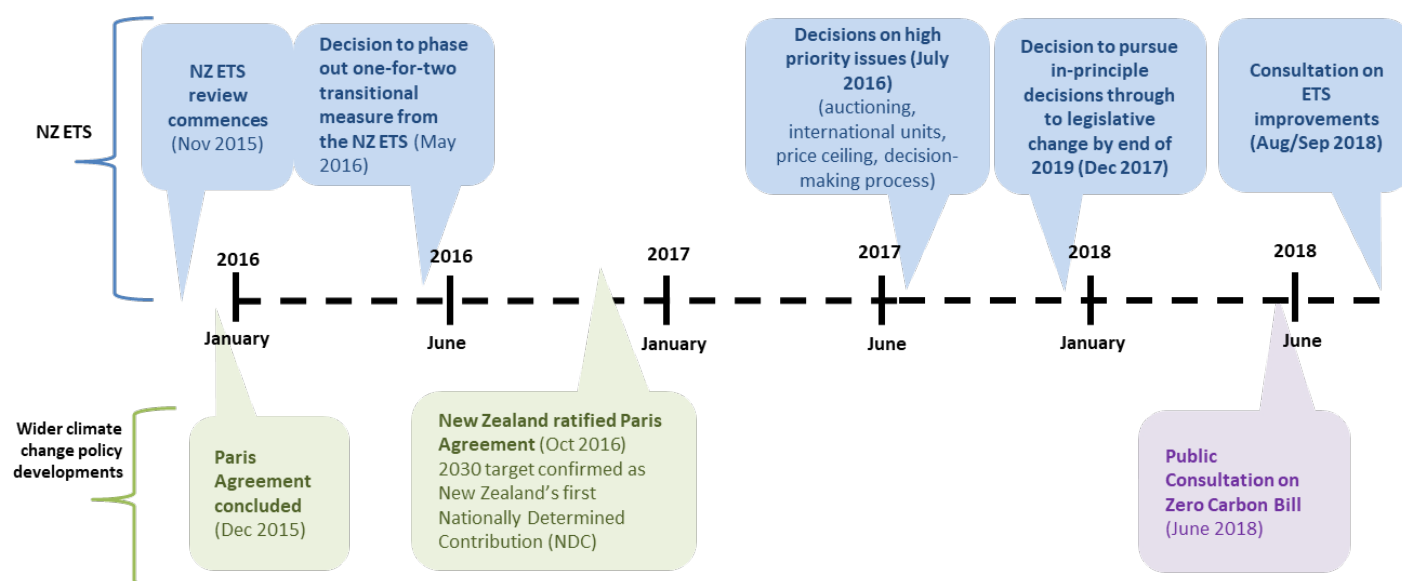 NZ ETS
NZ ETS
review
commences
(Nov 2015)
Decision to phase
out one-for-two
transitional
measure from
the NZ ETS (May
2016)
Decisions on high
priority issues (July
2016)
(auctioning,
international units,
price ceiling, decision-
making process)
Decision to pursue
in-principle
decisions through
to legislative
change by end of
2019 (Dec 2017)
Consultation on
ETS
improvements
(Aug/Sep 2018)
2016
2016
2017
2017
2018
2018
January
June
January
June
January
June
Wider climate
change policy
developments
Paris
Agreement
concluded
(Dec 2015)
New Zealand ratified Paris
Agreement (Oct 2016)
2030 target confirmed as
New Zealand’s first
Nationally Determined
Contribution (NDC)
Public
Consultation on
Zero Carbon Bill
(June 2018)